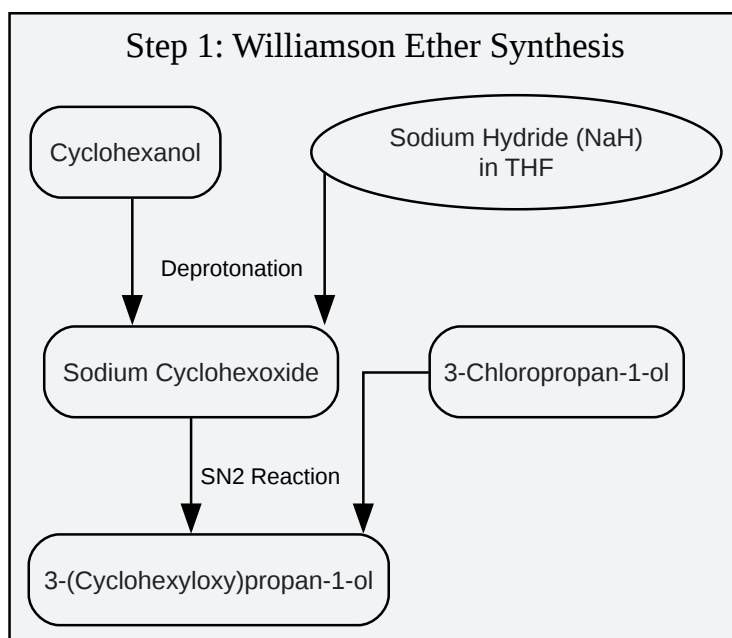 Step 1: Williamson Ether Synthesis
Cyclohexanol
Sodium Hydride (NaH)
in THF
Deprotonation
Sodium Cyclohexoxide
3-Chloropropan-1-ol
SN2 Reaction
3-(Cyclohexyloxy)propan-1-ol